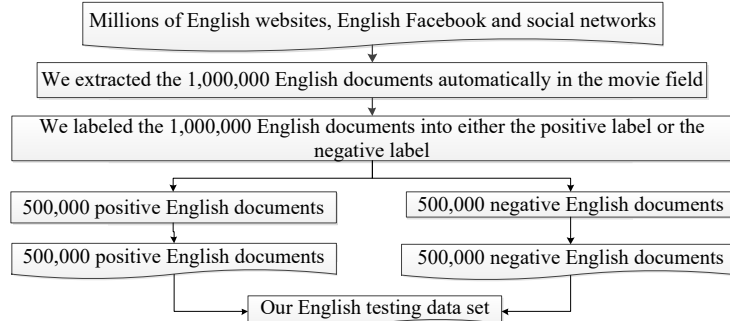 Millions of English websites, English Facebook and social networks
We extracted the 1,000,000 English documents automatically in the movie field
We labeled the 1,000,000 English documents into either the positive label or the
negative label
500,000 positive English documents
500,000 negative English documents
500,000 positive English documents
500,000 negative English documents
Our English testing data set